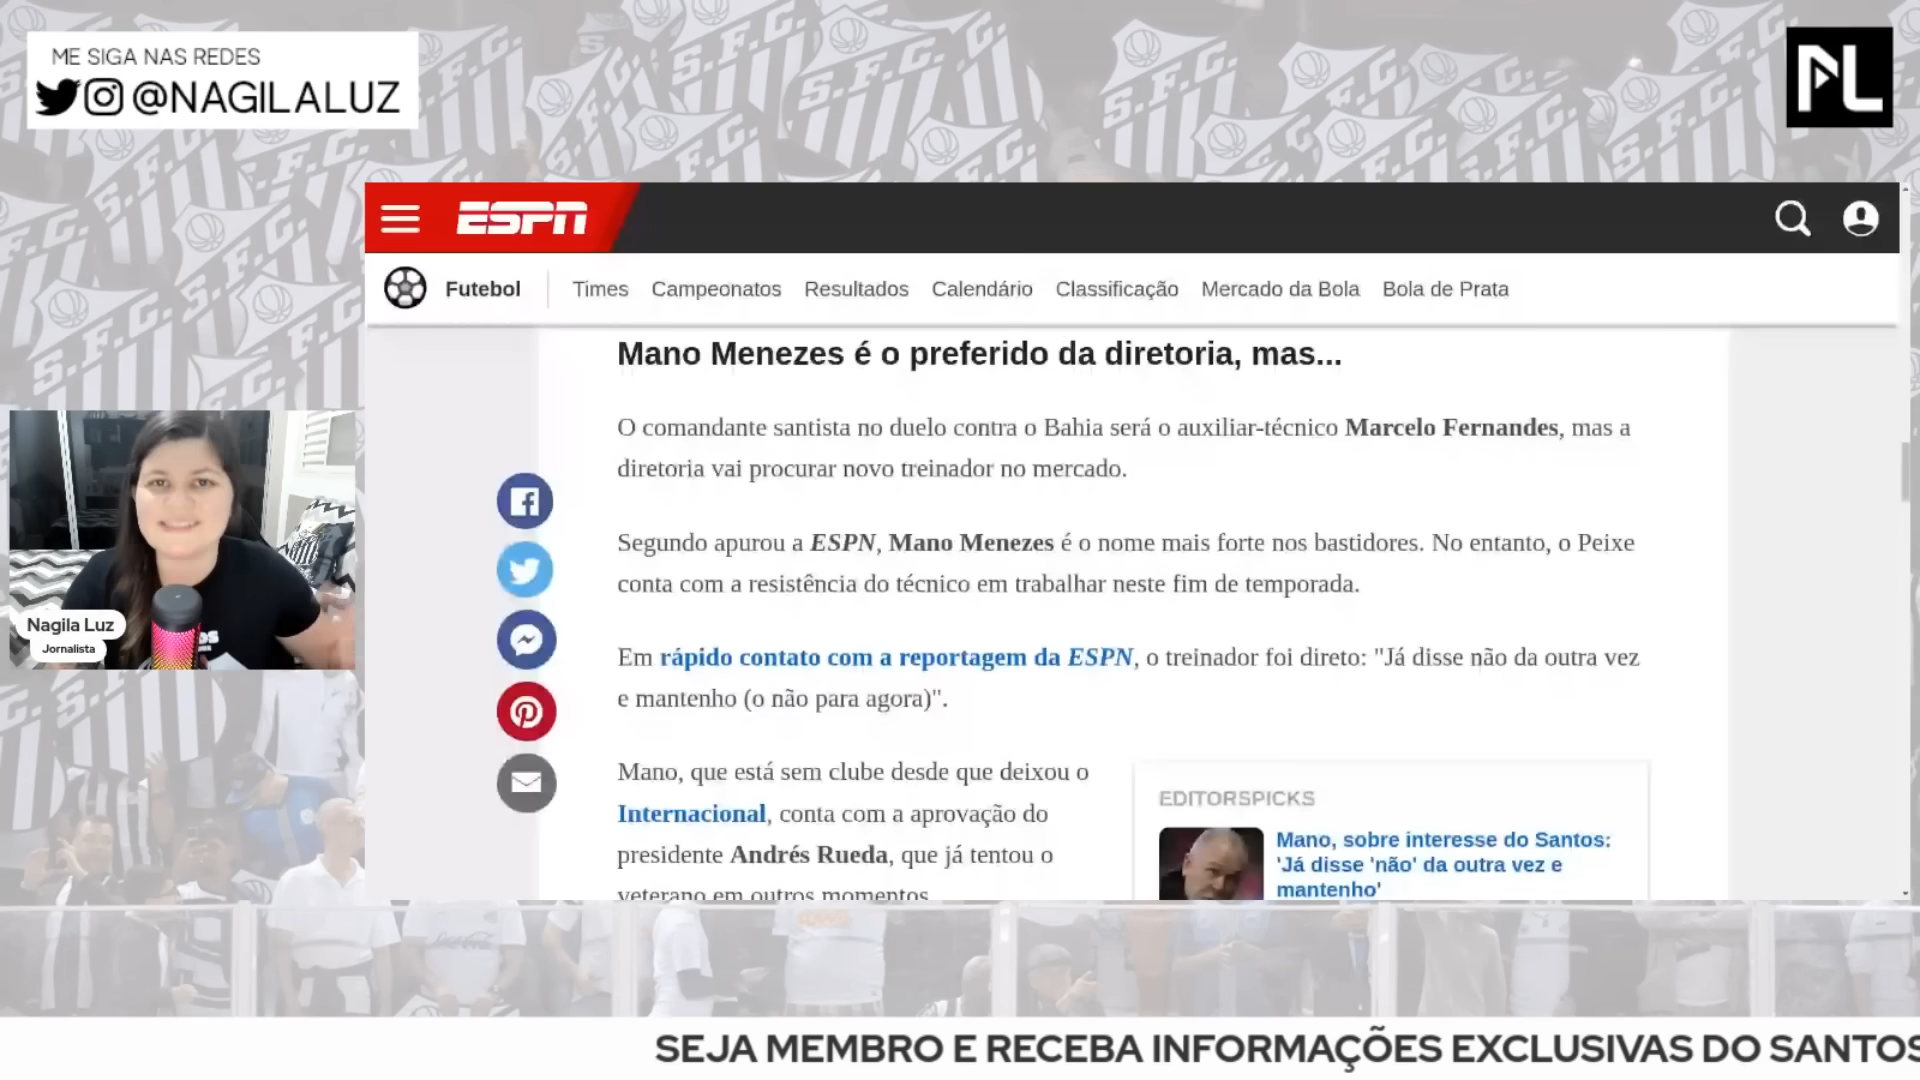 ME SIGA NAS REDES
@NAGILALUZ
NL
ESPN
Futebol
Times Campeonatos Resultados Calendário Classificação Mercado da Bola Bola de Prata
Mano Menezes é o preferido da diretoria, mas...
O comandante santista no duelo contra o Bahia será o auxiliar-técnico Marcelo Fernandes, mas a
diretoria vai procurar novo treinador no mercado.
Segundo apurou a ESPN, Mano Menezes é o nome mais forte nos bastidores. No entanto, o Peixe
conta com a resistência do técnico em trabalhar neste fim de temporada.
Em rápido contato com a reportagem da ESPN, o treinador foi direto: "Já disse não da outra vez
e mantenho (o não para agora)".
Mano, que está sem clube desde que deixou o
Internacional, conta com a aprovação do
presidente Andrés Rueda, que já tentou o
veterano em outros momentos.
EDITORSPICKS
Mano, sobre interesse do Santos:
'Já disse 'não' da outra vez e
mantenho'
Nagila Luz
Jornalista
SEJA MEMBRO E RECEBA INFORMAÇÕES EXCLUSIVAS DO SANTOS